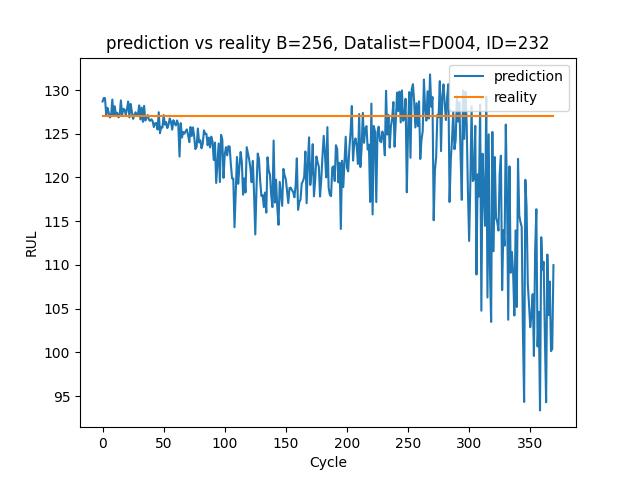 prediction vs reality B=256, Datalist=FD004, ID=232
prediction
reality
RUL
130
125
120
115
110
105
100
95
0 50 100 150 200 250 300 350
Cycle